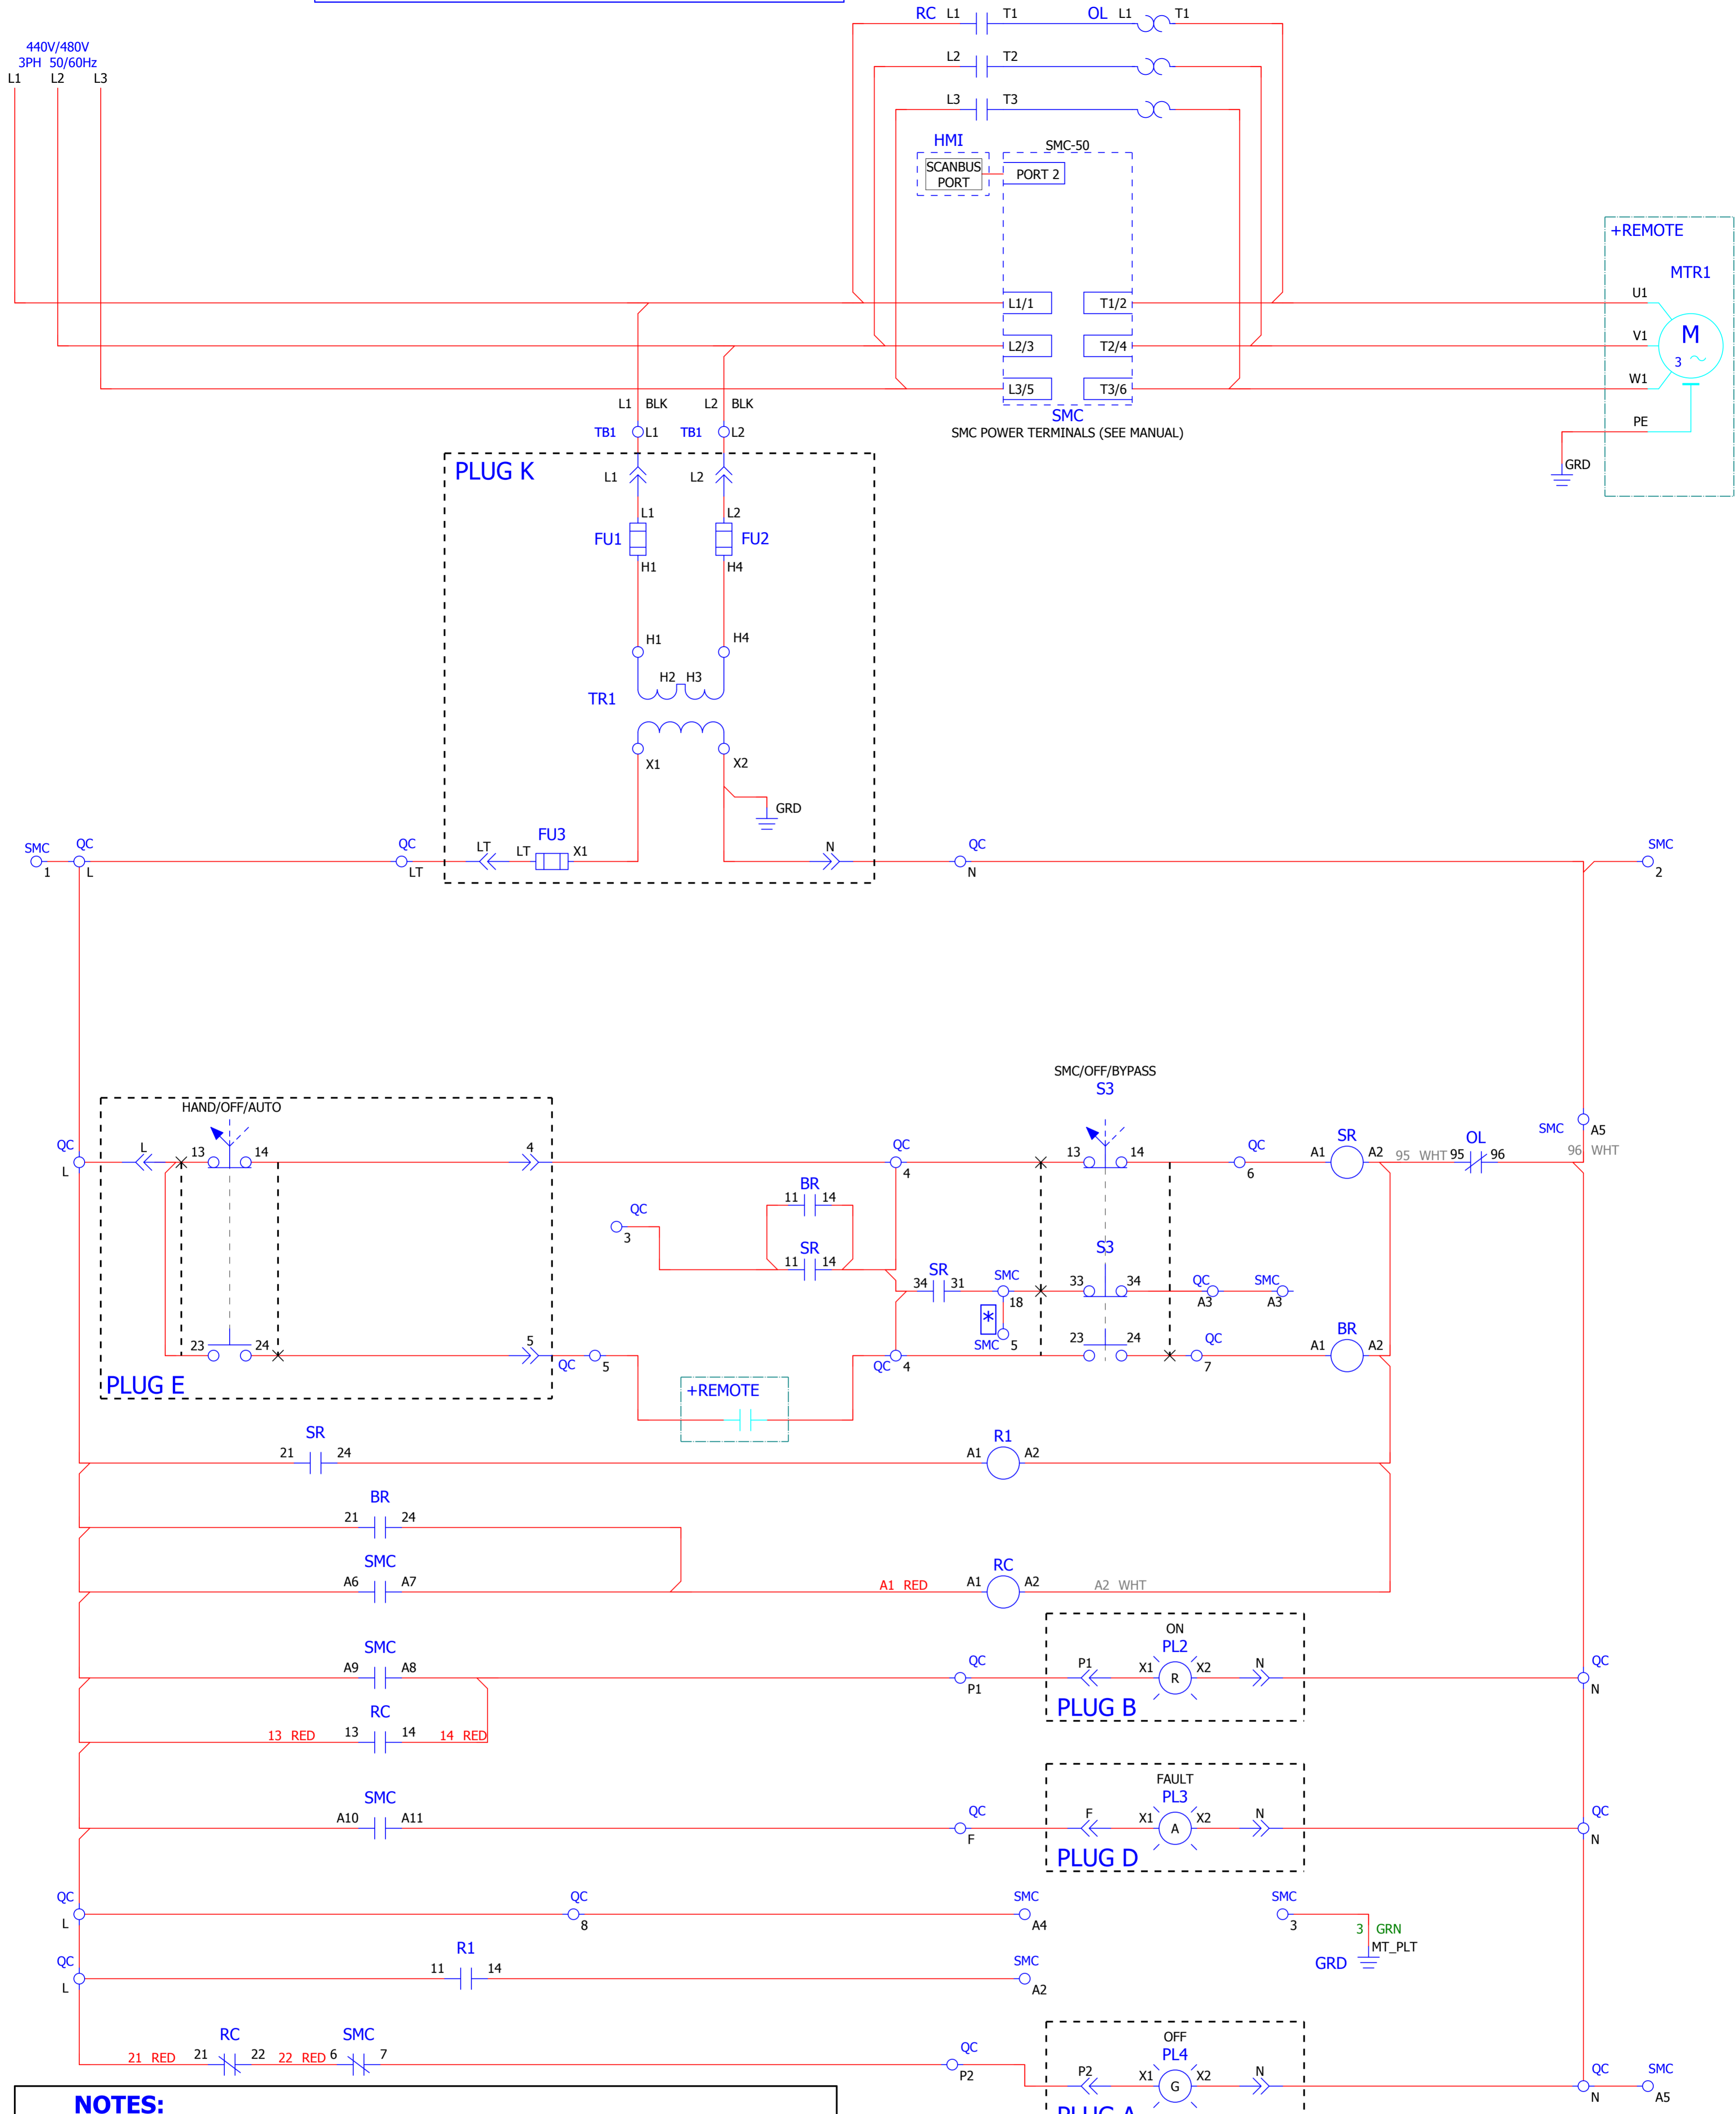 RC L1 T1 OL L1 T1
440V/480V
3PH 50/60Hz
L1 L2 L3
L2 T2
L3 T3
HMI
SMC-50
SCANBUS
PORT
PORT 2
+REMOTE
MTR1
L1/1 T1/2 U1
L2/3 T2/4 V1
M
3
L3/5 T3/6 W1
L1 BLK L2 BLK
SMC
PE
TB1 L1 TB1 L2
SMC POWER TERMINALS (SEE MANUAL)
GRD
PLUG K
L1 L2
L1 L2
FU1 FU2
H1 H4
H1 H4
H2 H3
TR1
X1 X2
GRD
SMC QC QC LT LT FU3 X1 N QC SMC
1 L LT N 2
SMC/OFF/BYPASS
S3
HAND/OFF/AUTO
SMC A5
QC L 13 14 4 QC 13 14 QC SR OL
A1 A2 95 WHT 95 96 96 WHT
L 4 6
BR
11 14
QC
3
SR
11 14
S3
SR
34 31 SMC 33 34 QC SMC
18 A3 A3
*
SMC 5
23 24 5 23 24 QC BR
A1 A2
QC 5 QC 4 7
PLUG E
+REMOTE
SR R1
21 24 A1 A2
BR
21 24
SMC RC
A6 A7 A1 RED A1 A2 A2 WHT
ON
SMC PL2
A9 A8 QC P1 X1 R X2 N QC
P1 N
PLUG B
RC
13 RED 13 14 14 RED
FAULT
SMC PL3
A10 A11 QC F X1 A X2 N QC
F N
PLUG D
QC QC SMC SMC
L 8 A4 3
3 GRN
MT_PLT
GRD
QC R1 SMC
L 11 14 A2
OFF
RC SMC PL4
21 RED 21 22 22 RED 6 7 QC P2 X1 G X2 N QC SMC
P2 N A5
NOTES:
PLUG A